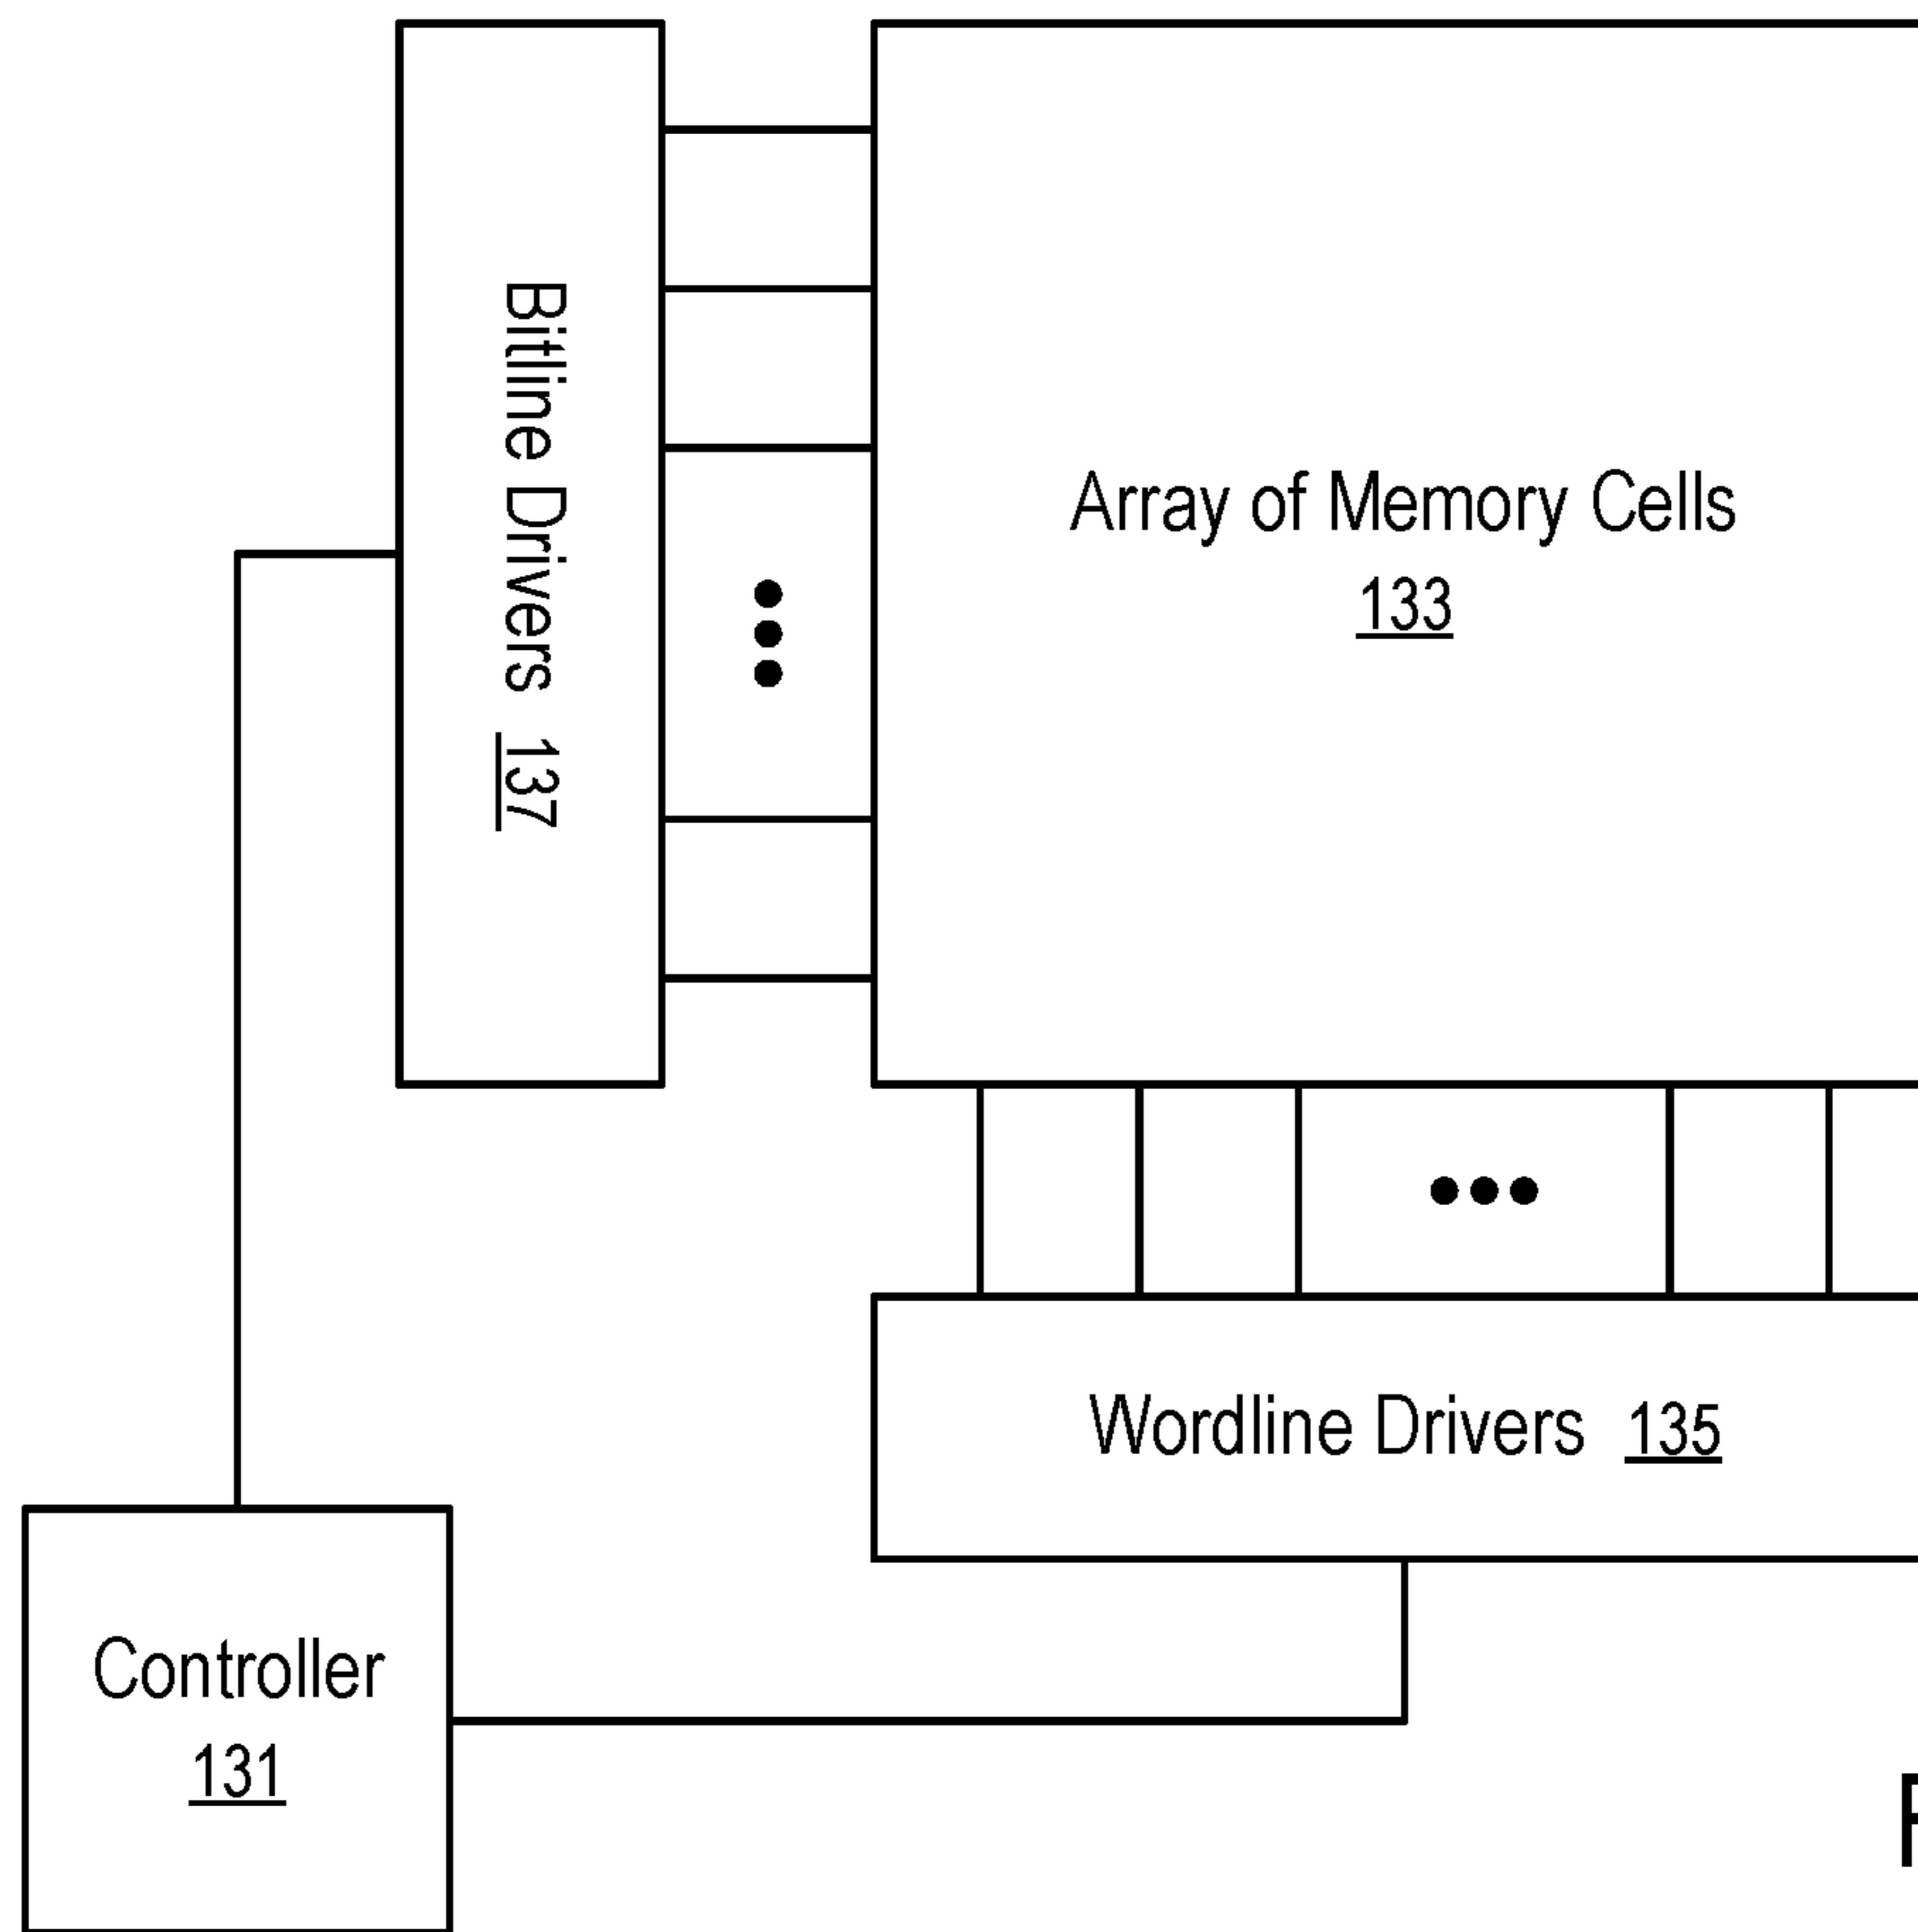 Bitline Drivers 137
Array of Memory Cells
133
Wordline Drivers 135
Controller
131